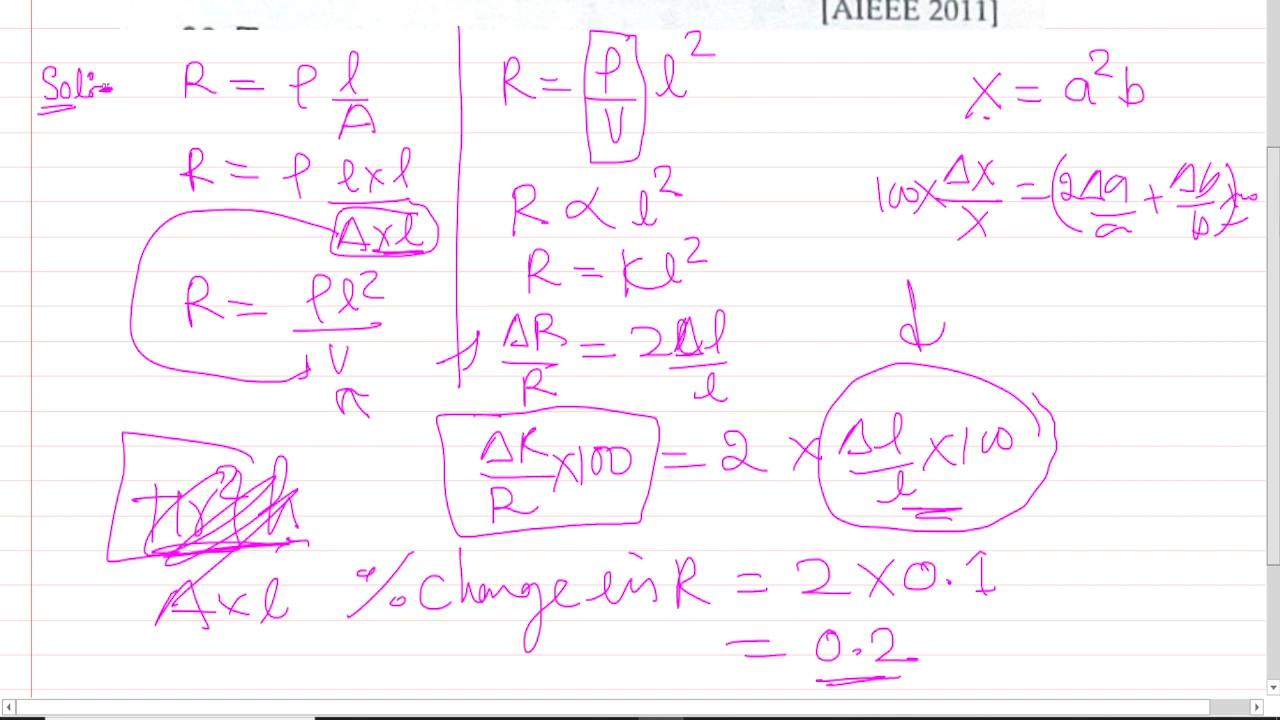 [AIEEE 2011]
Sol:-
R = ρ l/A
R = ρ l×l/A×l
R = ρl²/V
πr²h
A×l
R = ρ/V l²
R ∝ l²
R = Kl²
ΔR/R = 2Δl/l
ΔR/R ×100 = 2 × Δl/l ×100
% change in R = 2 × 0.1
= 0.2
x = a²b
100× Δx/x = (2Δa/a + Δb/b)100